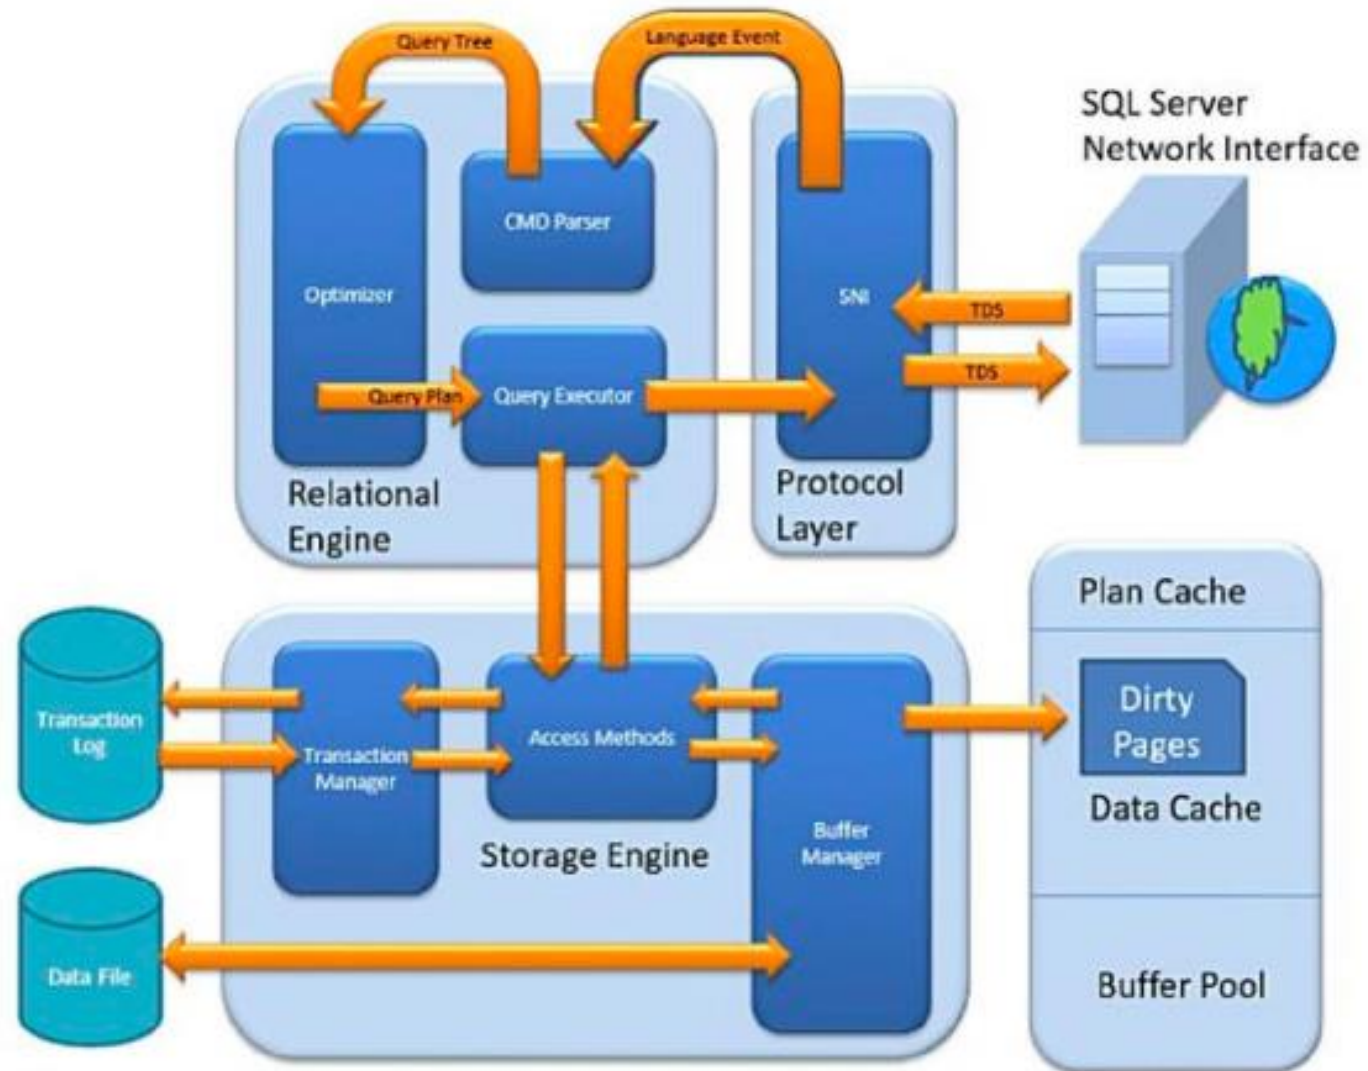 Query Tree
Language Event
SQL Server
Network Interface
CMD Parser
Optimizer
SNI
TDS
TDS
Query Plan
Query Executor
Relational
Engine
Protocol
Layer
Plan Cache
Dirty
Pages
Data Cache
Buffer Pool
Transaction
Log
Transaction
Manager
Access Methods
Storage Engine
Buffer
Manager
Data File